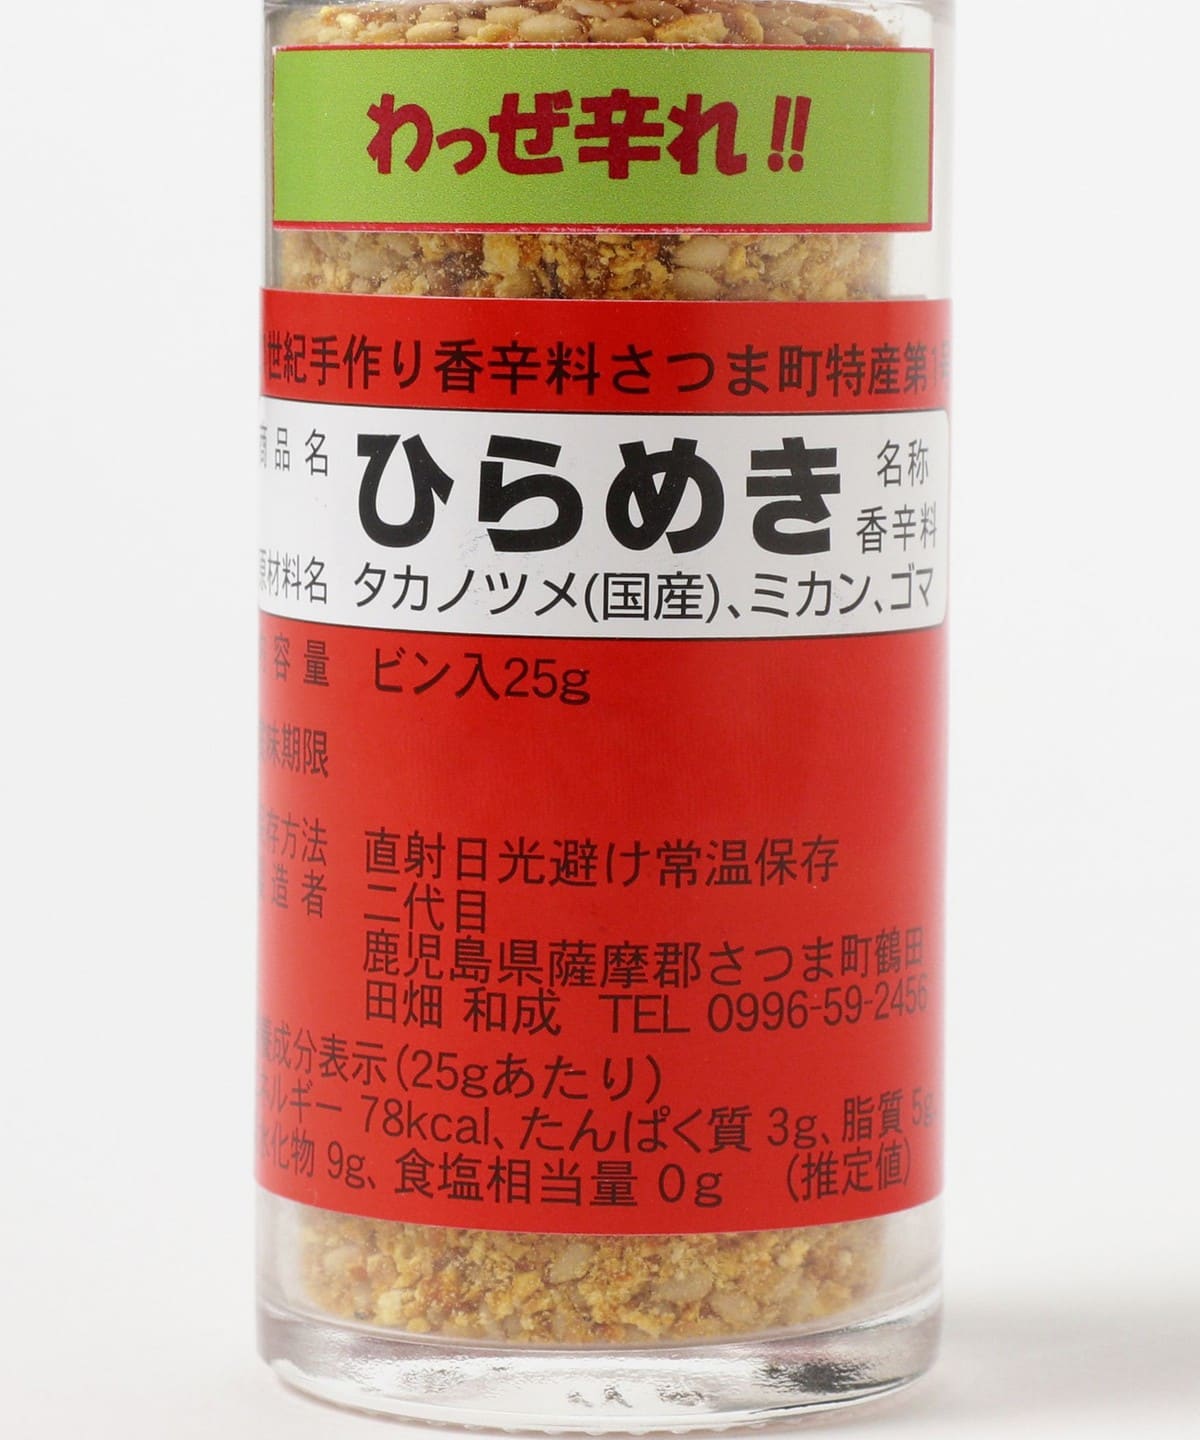 わっぜ辛れ!!
世紀手作り香辛料さつま町特産第1号
商品名 ひらめき 名称
香辛料
原材料名 タカノツメ(国産)、ミカン、ゴマ
容量 ビン入25g
賞味期限
保存方法 直射日光避け常温保存
製造者 二代目
鹿児島県薩摩郡さつま町鶴田
田畑 和成 TEL 0996-59-2456
養成分表示(25gあたり)
ネルギー 78kcal、たんぱく質 3g、脂質 5g
水化物 9g、食塩相当量 0g (推定値)